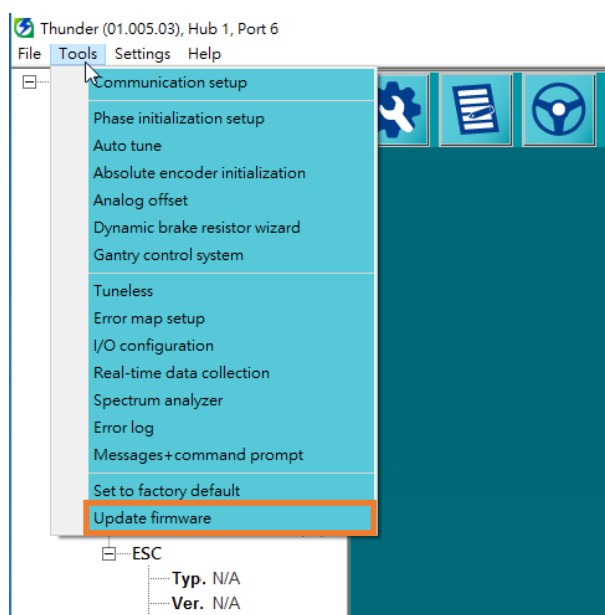 Thunder (01.005.03), Hub 1, Port 6
File Tools Settings Help
Communication setup
Phase initialization setup
Auto tune
Absolute encoder initialization
Analog offset
Dynamic brake resistor wizard
Gantry control system
Tuneless
Error map setup
I/O configuration
Real-time data collection
Spectrum analyzer
Error log
Messages+command prompt
Set to factory default
Update firmware
ESC
Typ. N/A
Ver. N/A